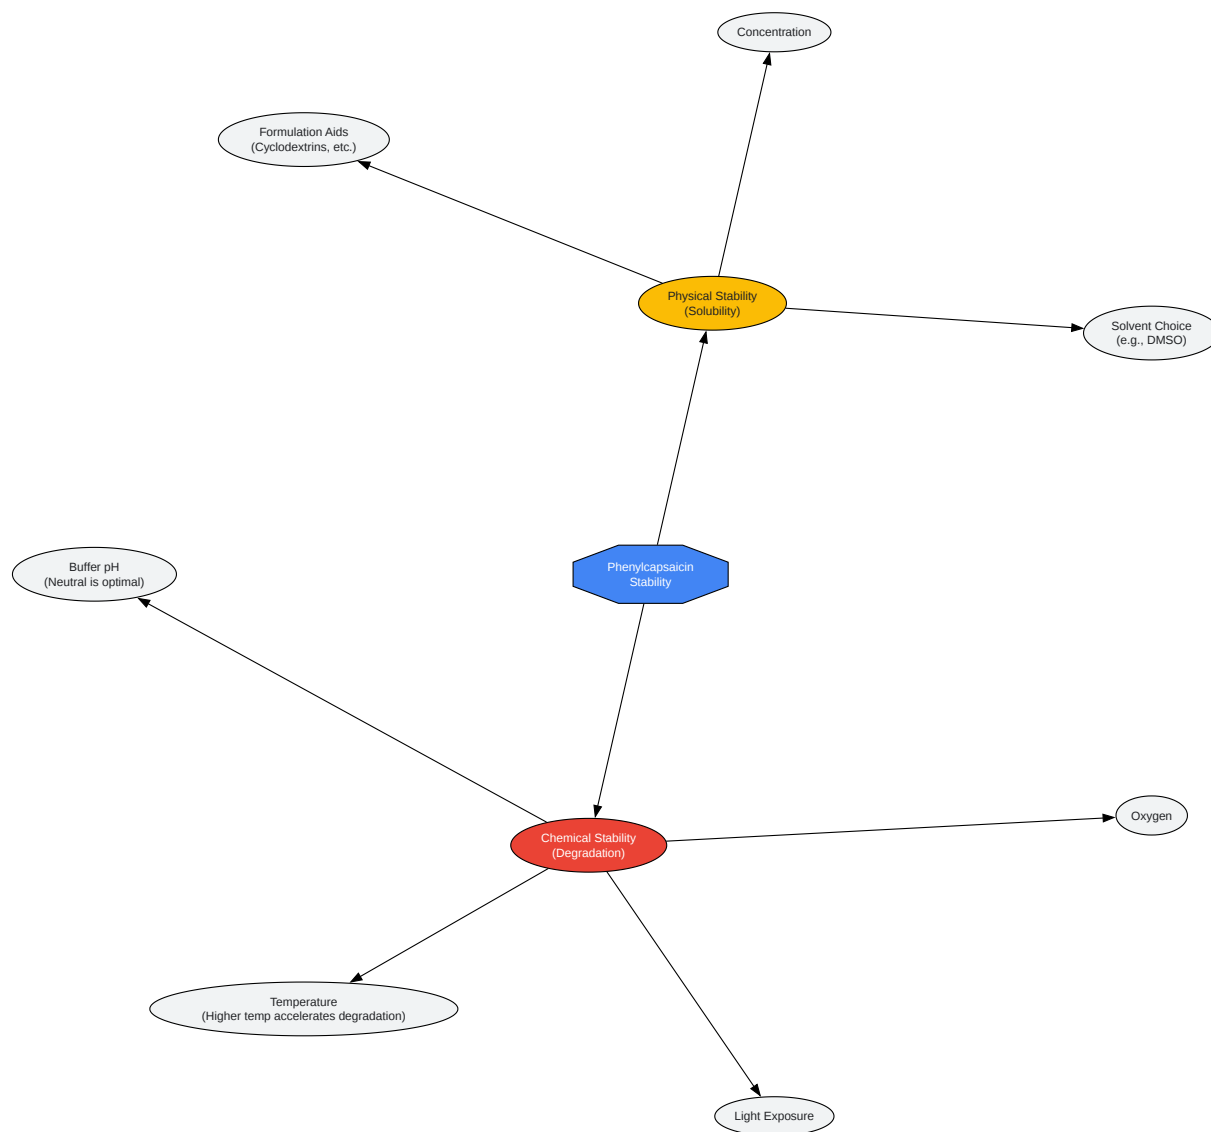 Concentration
Formulation Aids
(Cyclodextrins, etc.)
Physical Stability
(Solubility)
Solvent Choice
(e.g., DMSO)
Phenylcapsaicin
Stability
Buffer pH
(Neutral is optimal)
Oxygen
Chemical Stability
(Degradation)
Temperature
(Higher temp accelerates degradation)
Light Exposure